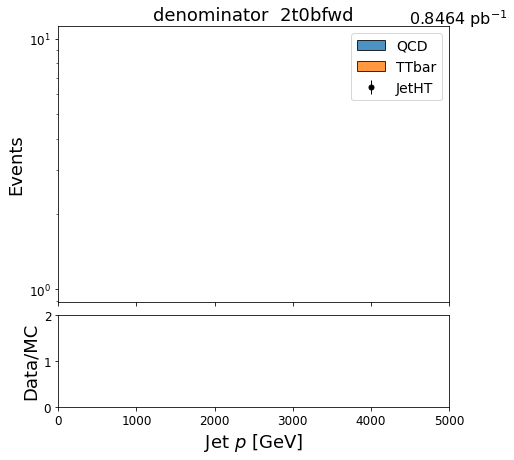 denominator  2t0bfwd
0.8464 pb⁻¹
QCD
TTbar
JetHT
Events
10¹
10⁰
Data/MC
2
1
0
0 1000 2000 3000 4000 5000
Jet p [GeV]